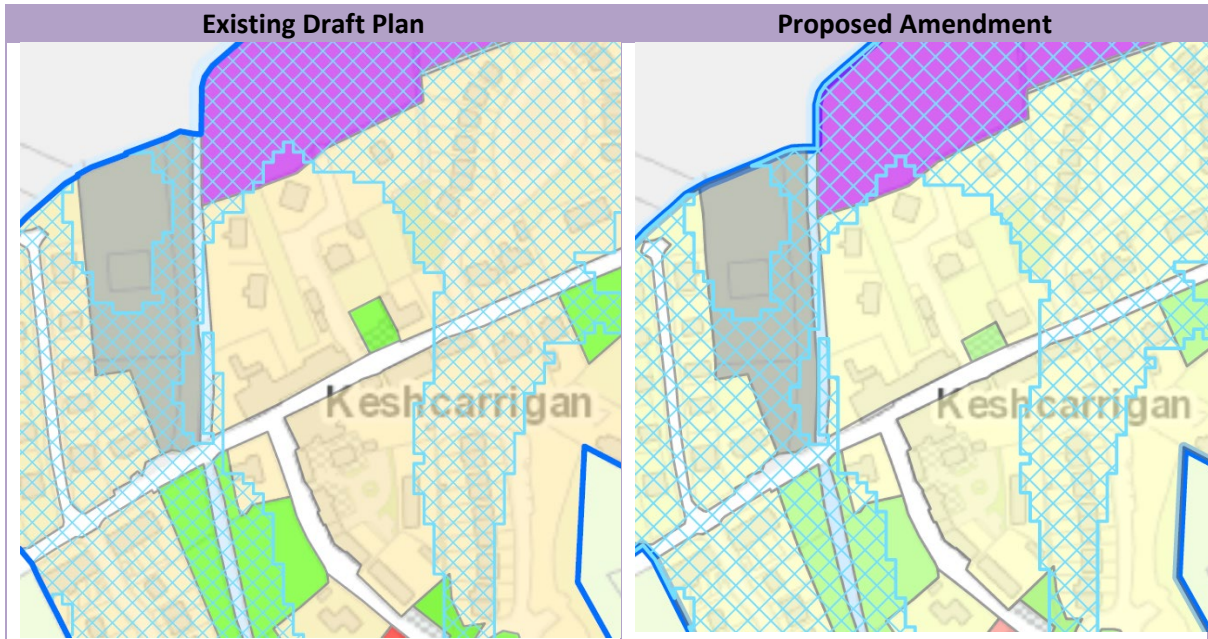 Existing Draft Plan
Proposed Amendment
Keshcarrigan
Keshcarrigan